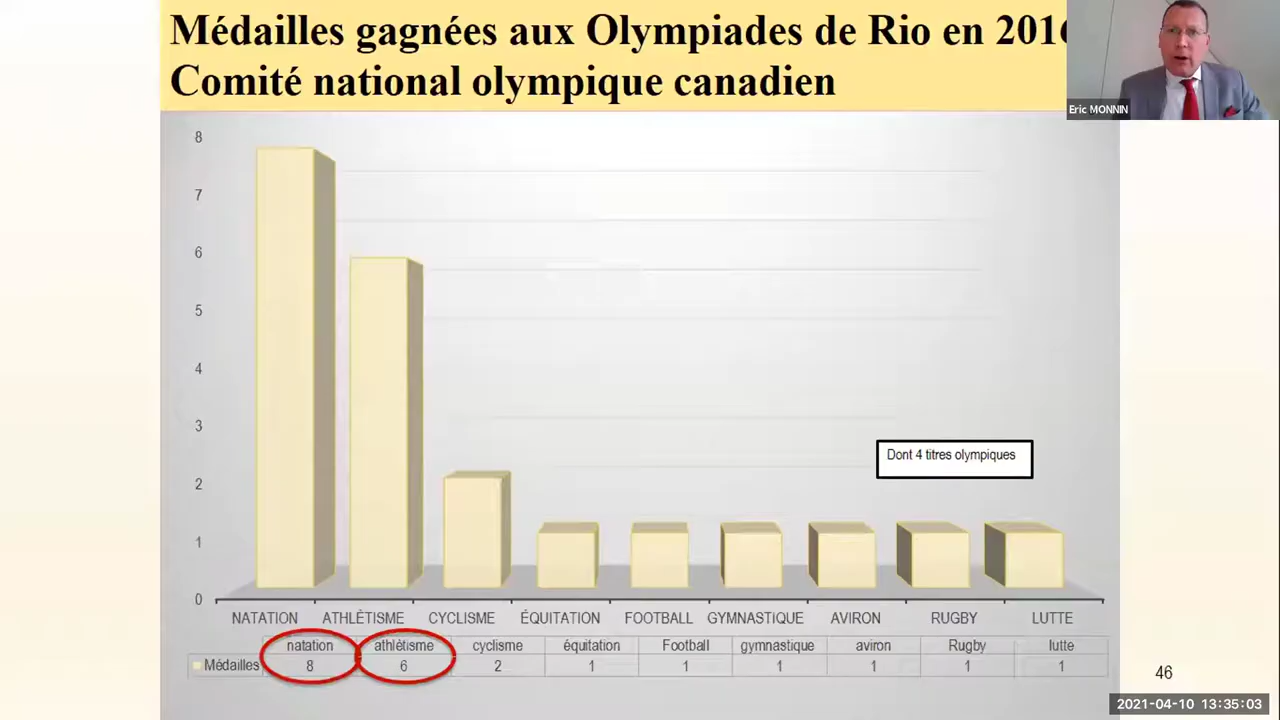 Médailles gagnées aux Olympiades de Rio en 2016
Comité national olympique canadien
Eric MONNIN
8
7
6
5
4
3
2
1
0
Dont 4 titres olympiques
NATATION ATHLÈTISME CYCLISME ÉQUITATION FOOTBALL GYMNASTIQUE AVIRON RUGBY LUTTE
natation athlètisme cyclisme équitation Football gymnastique aviron Rugby lutte
Médailles 8 6 2 1 1 1 1 1 1
46
2021-04-10 13:35:03